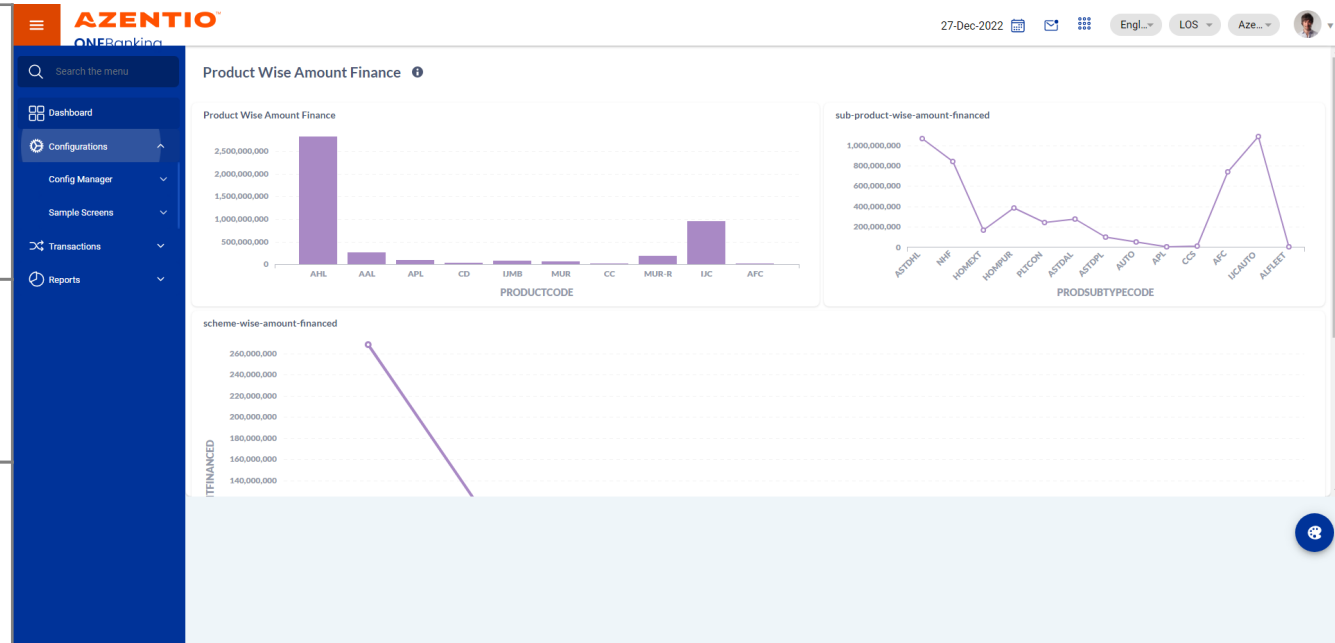 AZENTIO
ONEBanking
27-Dec-2022
Engl...
LOS
Aze...
Search the menu
Dashboard
Configurations
Config Manager
Sample Screens
Transactions
Reports
Product Wise Amount Finance
Product Wise Amount Finance
2,500,000,000
2,000,000,000
1,500,000,000
1,000,000,000
500,000,000
0
AHL AAL APL CD IJMB MUR CC MUR-R IJC AFC
PRODUCTCODE
sub-product-wise-amount-financed
1,000,000,000
800,000,000
600,000,000
400,000,000
200,000,000
0
ASTDHL NHF HOMEXT HOMPUR PLTCON ASTDAL ASTDPL AUTO APL CCS AFC IJCAUTO ALFLEET
PRODSUBTYPECODE
scheme-wise-amount-financed
260,000,000
240,000,000
220,000,000
200,000,000
180,000,000
160,000,000
140,000,000
TFINANCED